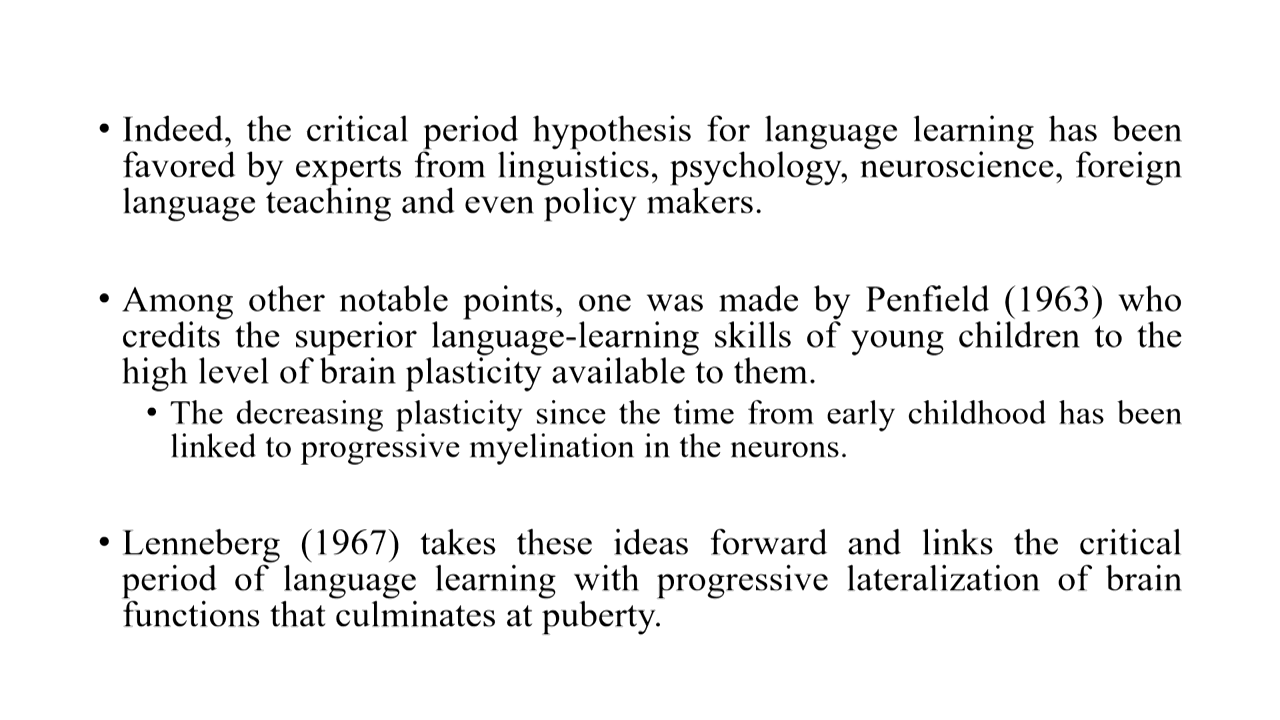 • Indeed, the critical period hypothesis for language learning has been
favored by experts from linguistics, psychology, neuroscience, foreign
language teaching and even policy makers.
• Among other notable points, one was made by Penfield (1963) who
credits the superior language-learning skills of young children to the
high level of brain plasticity available to them.
• The decreasing plasticity since the time from early childhood has been
linked to progressive myelination in the neurons.
• Lenneberg (1967) takes these ideas forward and links the critical
period of language learning with progressive lateralization of brain
functions that culminates at puberty.